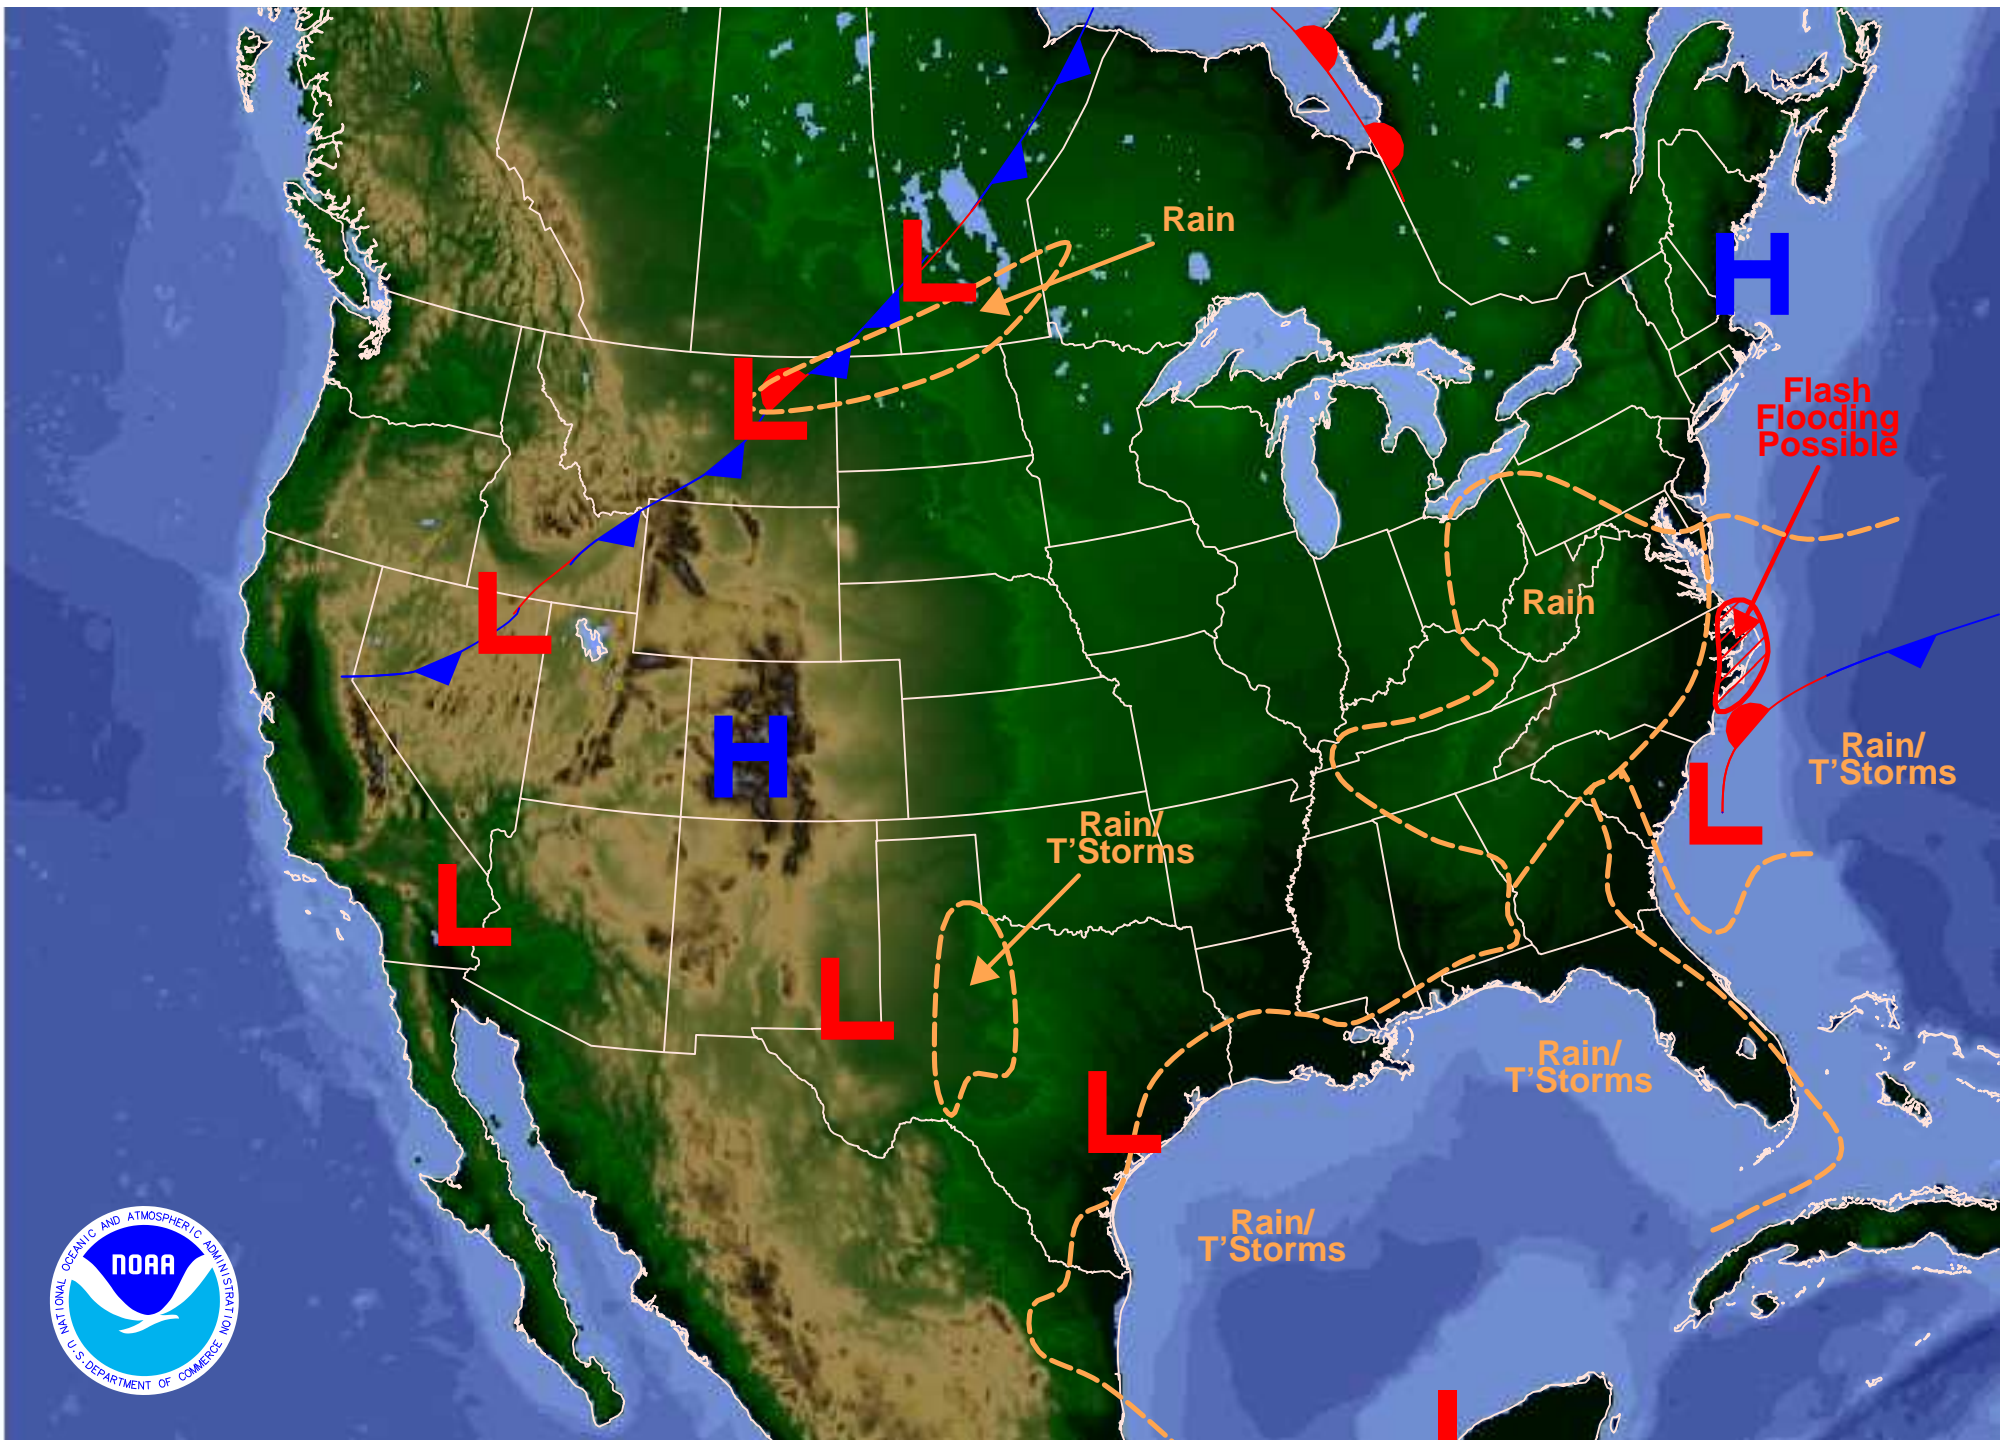 Rain
H
L
Flash
Flooding
Possible
L
L
Rain
H
Rain/
T'Storms
L
Rain/
T'Storms
L
L
Rain/
T'Storms
L
Rain/
T'Storms
NATIONAL OCEANIC AND ATMOSPHERIC ADMINISTRATION
NOAA
U.S. DEPARTMENT OF COMMERCE
L